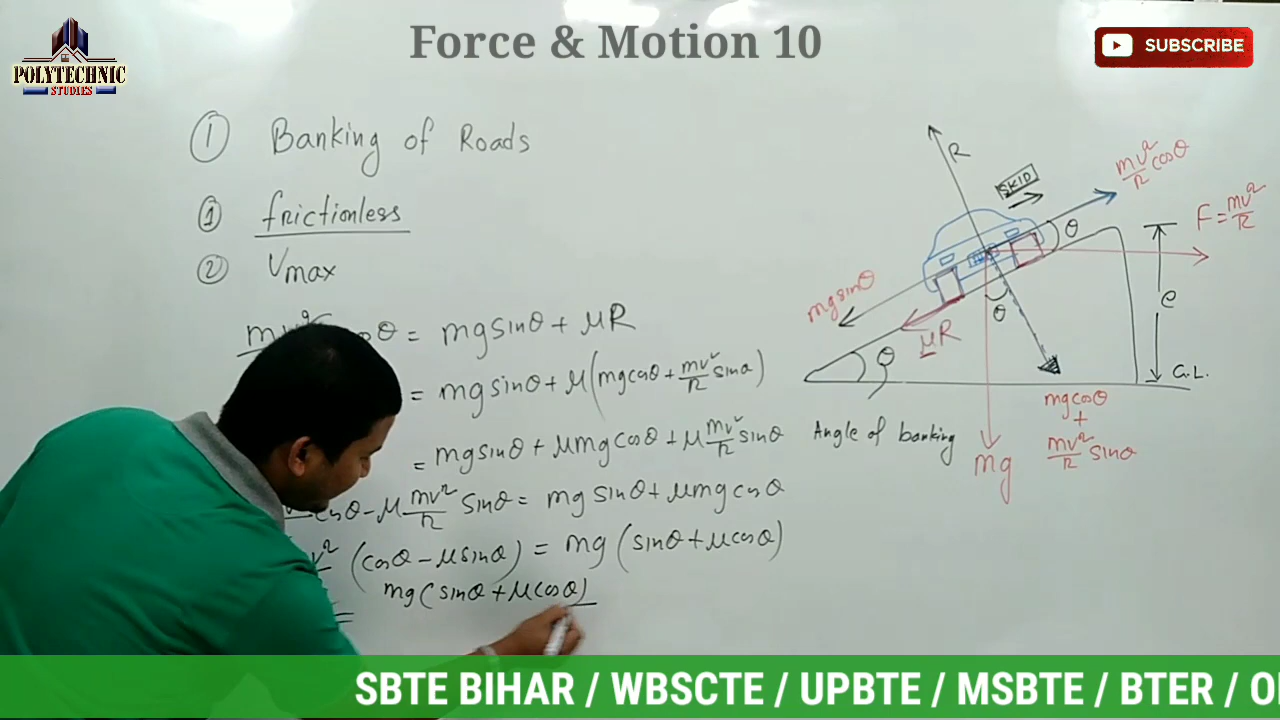 Force & Motion 10
POLYTECHNIC
STUDIES
SUBSCRIBE
① Banking of Roads
① frictionless
② Vmax
cosθ = mg sinθ + μR
= mg sinθ + μ(mg cosθ + mv²/r sinθ)
= mg sinθ + μmg cosθ + μ mv²/r sinθ
cosθ - μ mv²/r sinθ = mg sinθ + μmg cosθ
(cosθ - μ sinθ) = mg (sinθ + μ cosθ)
= mg (sinθ + μ cosθ)
R
SKID
mv²/r cosθ
F = mv²/r
θ
mg sinθ
μR
θ
θ
e
G.L.
Angle of banking
mg
mg cosθ
+
mv²/r sinθ
SBTE BIHAR / WBSCTE / UPBTE / MSBTE / BTER /